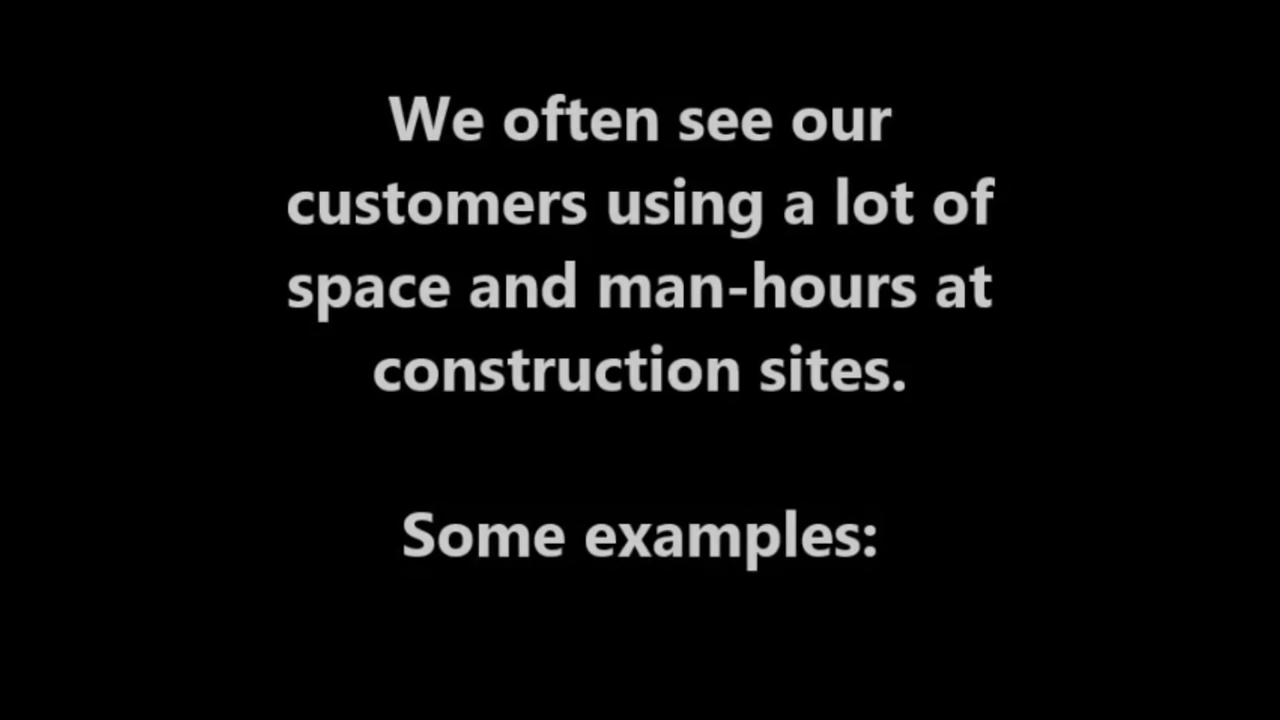 We often see our
customers using a lot of
space and man-hours at
construction sites.
Some examples: